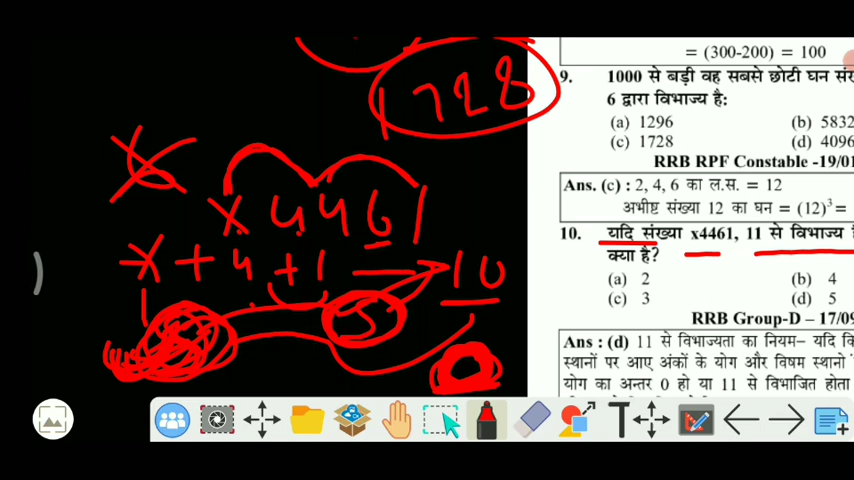 1728
x4461
x+4+1 10
5
= (300-200) = 100
9. 1000 से बड़ी वह सबसे छोटी घन
6 द्वारा विभाज्य है:
(a) 1296 (b) 5832
(c) 1728 (d) 4096
RRB RPF Constable -19/01
Ans. (c) : 2, 4, 6 का ल.स. = 12
अभीष्ट संख्या 12 का घन = (12)³ =
10. यदि संख्या x4461, 11 से विभाज्य
क्या है?
(a) 2 (b) 4
(c) 3 (d) 5
RRB Group-D – 17/09
Ans : (d) 11 से विभाज्यता का नियम– यदि
स्थानों पर आए अंकों के योग और विषम स्थानो
योग का अन्तर 0 हो या 11 से विभाजित होता
T